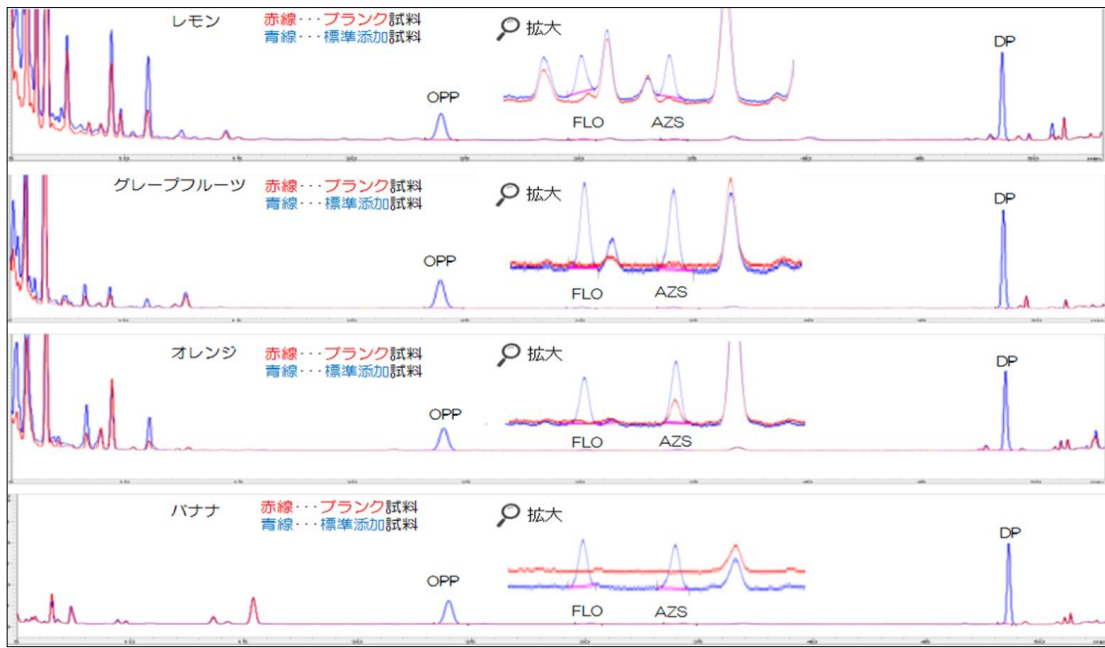 レモン
赤線･･･ブランク試料
青線･･･標準添加試料
拡大
OPP
FLO
AZS
DP
グレープフルーツ
赤線･･･ブランク試料
青線･･･標準添加試料
拡大
OPP
FLO
AZS
DP
オレンジ
赤線･･･ブランク試料
青線･･･標準添加試料
拡大
OPP
FLO
AZS
DP
バナナ
赤線･･･ブランク試料
青線･･･標準添加試料
拡大
OPP
FLO
AZS
DP